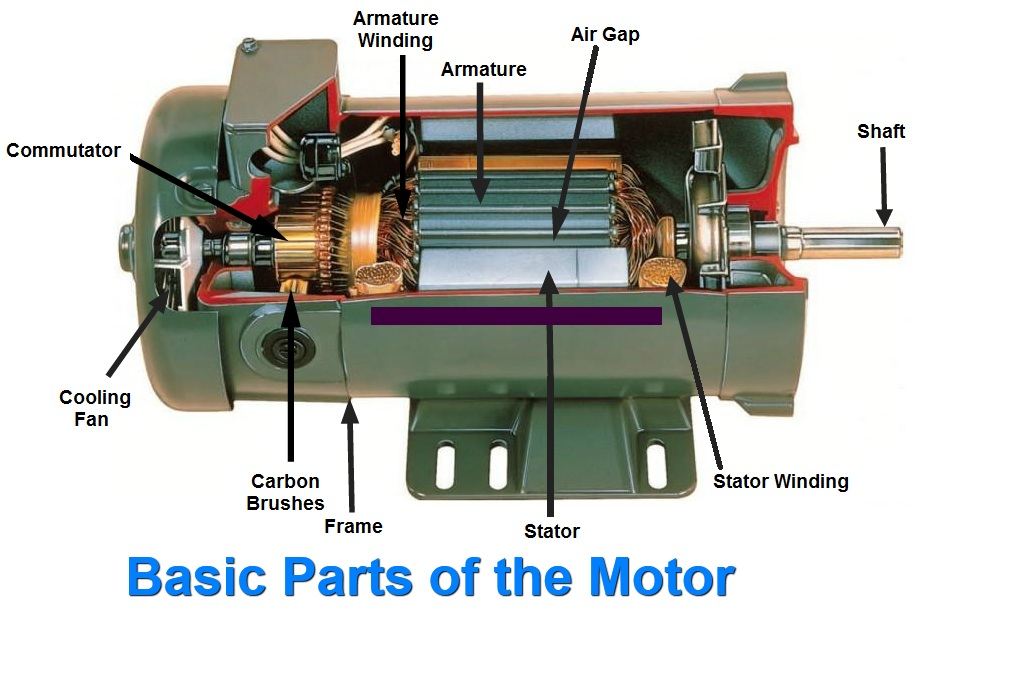 Armature
Winding
Air Gap
Armature
Shaft
Commutator
Cooling
Fan
Carbon
Brushes
Stator Winding
Frame
Stator
Basic Parts of the Motor